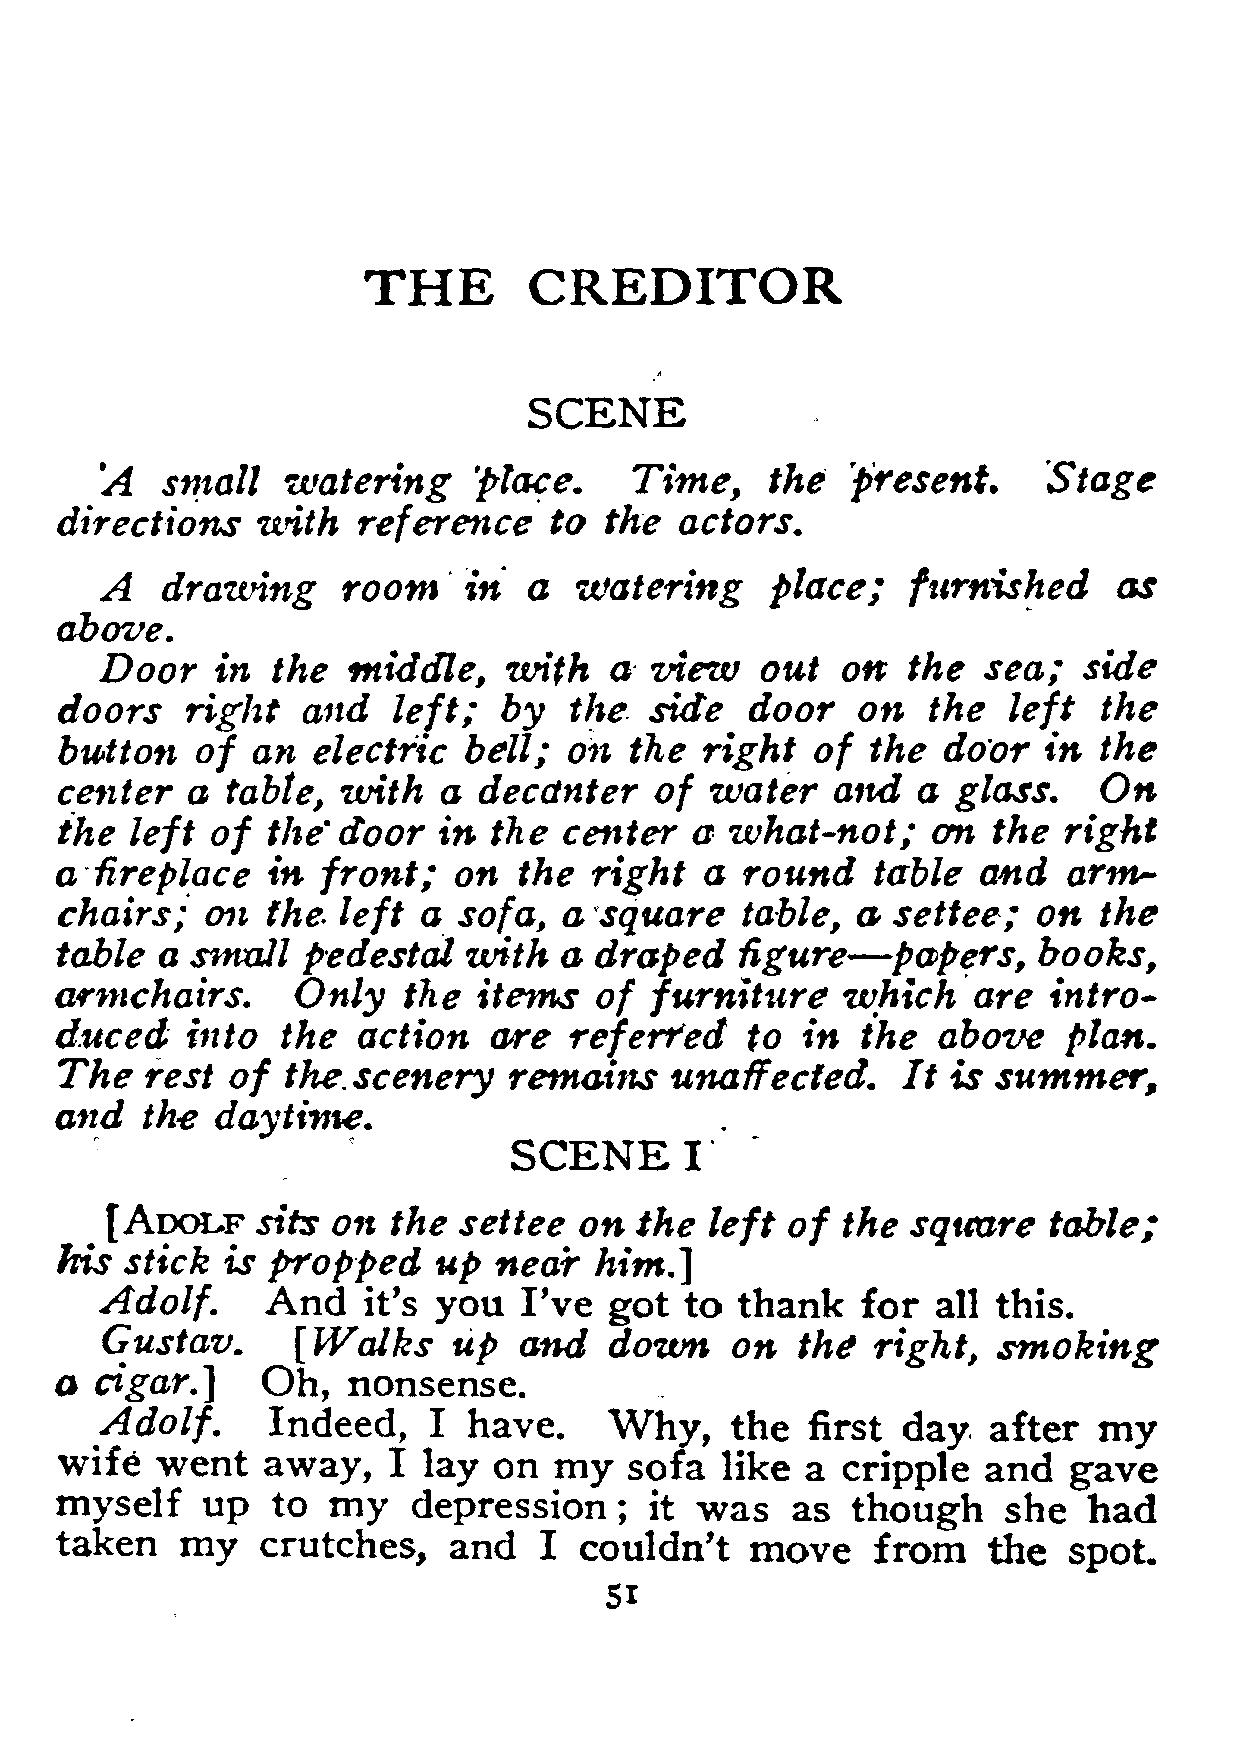 THE CREDITOR
SCENE
A small watering place. Time, the present. Stage
directions with reference to the actors.
A drawing room in a watering place; furnished as
above.
Door in the middle, with a view out on the sea; side
doors right and left; by the side door on the left the
button of an electric bell; on the right of the door in the
center a table, with a decanter of water and a glass. On
the left of the door in the center a what-not; on the right
a fireplace in front; on the right a round table and arm-
chairs; on the left a sofa, a square table, a settee; on the
table a small pedestal with a draped figure—papers, books,
armchairs. Only the items of furniture which are intro-
duced into the action are referred to in the above plan.
The rest of the scenery remains unaffected. It is summer,
and the daytime.
SCENE I
[ADOLF sits on the settee on the left of the square table;
his stick is propped up near him.]
Adolf. And it's you I've got to thank for all this.
Gustav. [Walks up and down on the right, smoking
a cigar.] Oh, nonsense.
Adolf. Indeed, I have. Why, the first day after my
wife went away, I lay on my sofa like a cripple and gave
myself up to my depression; it was as though she had
taken my crutches, and I couldn't move from the spot.
51